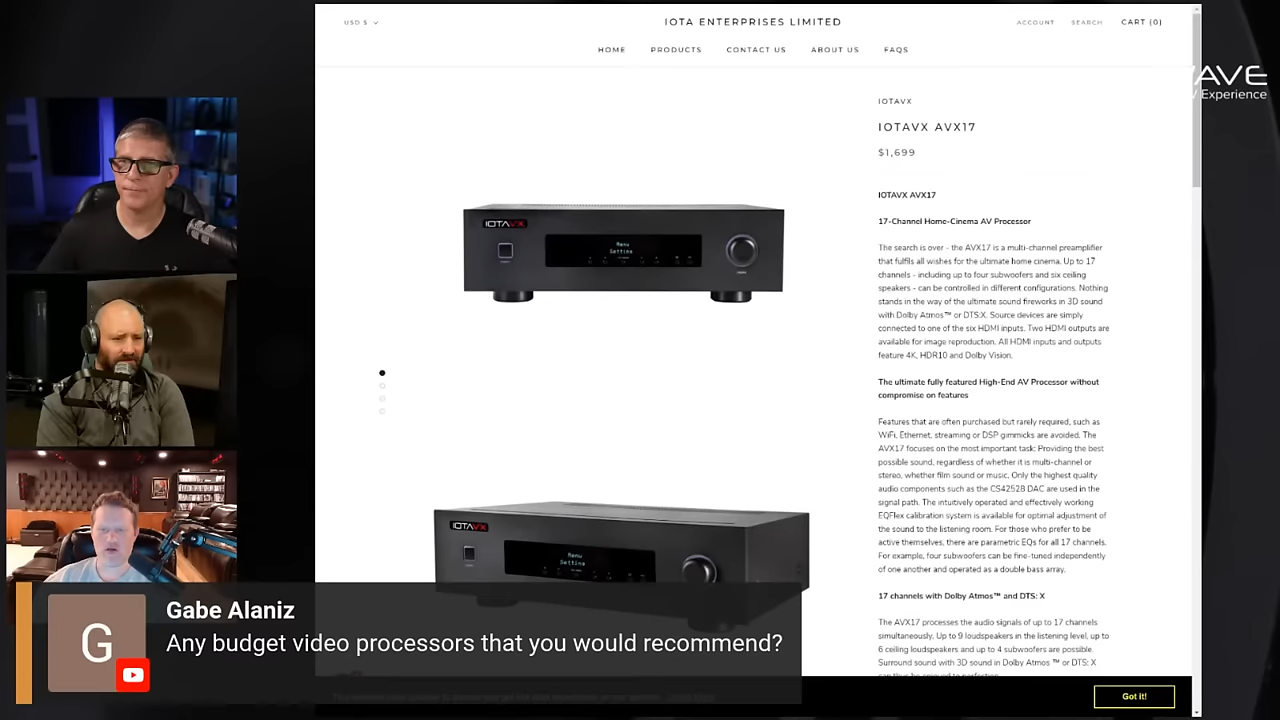 USD $
IOTA ENTERPRISES LIMITED
ACCOUNT
SEARCH
CART (0)
HOME
PRODUCTS
CONTACT US
ABOUT US
FAQS
AVE
Experience
IOTAVX
IOTAVX AVX17
$1,699
IOTAVX AVX17
17-Channel Home-Cinema AV Processor
The search is over - the AVX17 is a multi-channel preamplifier
that fulfils all wishes for the ultimate home cinema. Up to 17
channels - including up to four subwoofers and six ceiling
speakers - can be controlled in different configurations. Nothing
stands in the way of the ultimate sound fireworks in 3D sound
with Dolby Atmos™ or DTS:X. Source devices are simply
connected to one of the six HDMI inputs. Two HDMI outputs are
available for image reproduction. All HDMI inputs and outputs
feature 4K, HDR10 and Dolby Vision.
The ultimate fully featured High-End AV Processor without
compromise on features
Features that are often purchased but rarely required, such as
WiFi, Ethernet, streaming or DSP gimmicks are avoided. The
AVX17 focuses on the most important task: Providing the best
possible sound, regardless of whether it is multi-channel or
stereo, whether film sound or music. Only the highest quality
audio components such as the CS42528 DAC are used in the
signal path. The intuitively operated and effectively working
EQFlex calibration system is available for optimal adjustment of
the sound to the listening room. For those who prefer to be
active themselves, there are parametric EQs for all 17 channels.
For example, four subwoofers can be fine-tuned independently
of one another and operated as a double bass array.
17 channels with Dolby Atmos™ and DTS: X
The AVX17 processes the audio signals of up to 17 channels
simultaneously. Up to 9 loudspeakers in the listening level, up to
6 ceiling loudspeakers and up to 4 subwoofers are possible.
Surround sound with 3D sound in Dolby Atmos ™ or DTS: X
IOTAVX
Menu
Setting
IOTAVX
Menu
Setting
G
Gabe Alaniz
Any budget video processors that you would recommend?
Got it!